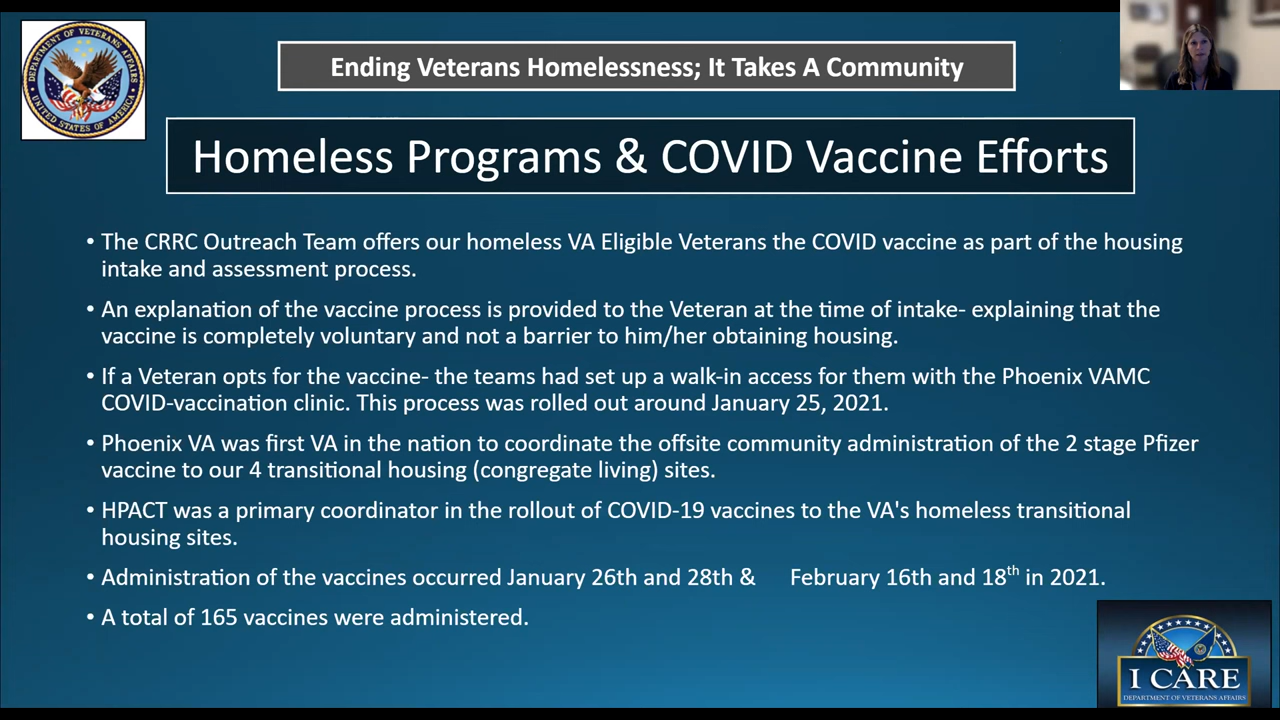 DEPARTMENT OF VETERANS AFFAIRS
UNITED STATES OF AMERICA
Ending Veterans Homelessness; It Takes A Community
Homeless Programs & COVID Vaccine Efforts
• The CRRC Outreach Team offers our homeless VA Eligible Veterans the COVID vaccine as part of the housing
intake and assessment process.
• An explanation of the vaccine process is provided to the Veteran at the time of intake- explaining that the
vaccine is completely voluntary and not a barrier to him/her obtaining housing.
• If a Veteran opts for the vaccine- the teams had set up a walk-in access for them with the Phoenix VAMC
COVID-vaccination clinic. This process was rolled out around January 25, 2021.
• Phoenix VA was first VA in the nation to coordinate the offsite community administration of the 2 stage Pfizer
vaccine to our 4 transitional housing (congregate living) sites.
• HPACT was a primary coordinator in the rollout of COVID-19 vaccines to the VA's homeless transitional
housing sites.
• Administration of the vaccines occurred January 26th and 28th & February 16th and 18th in 2021.
• A total of 165 vaccines were administered.
I CARE
DEPARTMENT OF VETERANS AFFAIRS